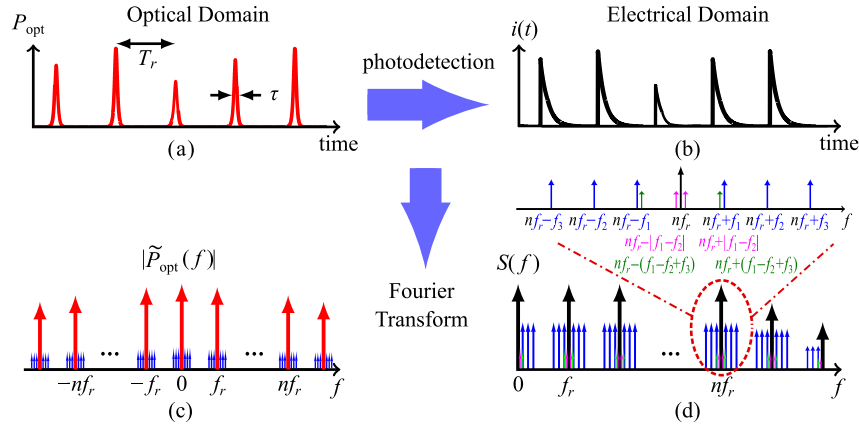 Optical Domain
P_opt
T_r
τ
time
(a)
photodetection
Electrical Domain
i(t)
time
(b)
nf_r−f_3 nf_r−f_2 nf_r−f_1 nf_r nf_r+f_1 nf_r+f_2 nf_r+f_3 f
nf_r−|f_1−f_2| nf_r+|f_1−f_2|
nf_r−(f_1−f_2+f_3) nf_r+(f_1−f_2+f_3)
Fourier
Transform
|P̃_opt(f)|
... ...
−nf_r −f_r 0 f_r nf_r f
(c)
S(f)
...
0 f_r nf_r f
(d)